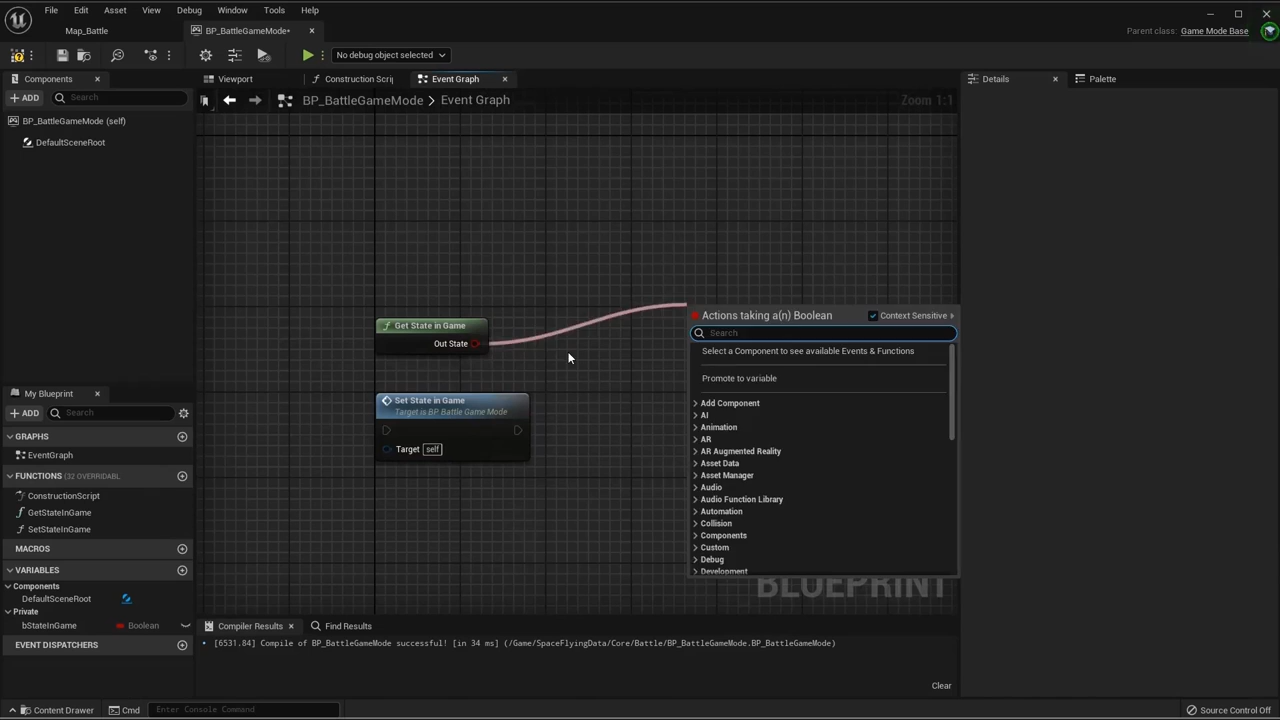 File Edit Asset View Debug Window Tools Help
Map_Battle
BP_BattleGameMode•
Parent class: Game Mode Base
No debug object selected
Components
Viewport
Construction Scrip
Event Graph
Details
Palette
ADD
Search
BP_BattleGameMode > Event Graph
Zoom 1:1
BP_BattleGameMode (self)
DefaultSceneRoot
Get State in Game
Out State
Set State in Game
Target is BP Battle Game Mode
Target self
Actions taking a(n) Boolean
Context Sensitive
Search
Select a Component to see available Events & Functions
Promote to variable
Add Component
AI
Animation
AR
AR Augmented Reality
Asset Data
Asset Manager
Audio
Audio Function Library
Automation
Collision
Components
Custom
Debug
Development
BLUEPRINT
My Blueprint
ADD
Search
GRAPHS
EventGraph
FUNCTIONS (32 OVERRIDABL
ConstructionScript
GetStateInGame
SetStateInGame
MACROS
VARIABLES
Components
DefaultSceneRoot
Private
bStateInGame Boolean
EVENT DISPATCHERS
Compiler Results
Find Results
[6531.84] Compile of BP_BattleGameMode successful! [in 34 ms] (/Game/SpaceFlyingData/Core/Battle/BP_BattleGameMode.BP_BattleGameMode)
Clear
Content Drawer
Cmd
Enter Console Command
Source Control Off